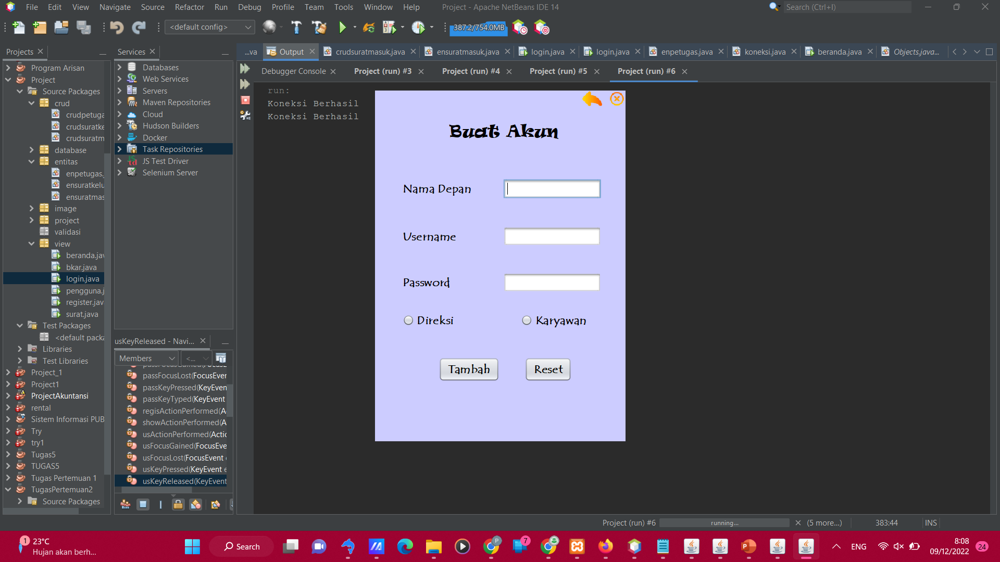 File Edit View Navigate Source Refactor Run Debug Profile Team Tools Window Help Project - Apache NetBeans IDE 14 Search (Ctrl+I)
<default config> 387.2/754.0MB
Projects Services ...va Output crudsuratmasuk.java ensuratmasuk.java login.java login.java enpetugas.java koneksi.java beranda.java Objects.java...
Debugger Console Project (run) #3 Project (run) #4 Project (run) #5 Project (run) #6
Program Arisan
Project
Source Packages
crud
crudpetuga
crudsuratke
crudsuratm
database
entitas
enpetugas.
ensuratkelu
ensuratmas
image
project
validasi
view
beranda.jav
bkar.java
login.java
pengguna.j
register.jav
surat.java
Test Packages
<default packa
Libraries
Test Libraries
Project_1
Project1
ProjectAkuntansi
rental
Sistem Informasi PUB
Try
try1
Tugas5
TUGAS5
Tugas Pertemuan 1
TugasPertemuan2
Source Packages
Databases
Web Services
Servers
Maven Repositories
Cloud
Hudson Builders
Docker
Task Repositories
JS Test Driver
Selenium Server
usKeyReleased - Navi...
Members <...
passFocusLost(FocusEver
passKeyPressed(KeyEven
passKeyTyped(KeyEvent
regisActionPerformed(A
showActionPerformed(A
usActionPerformed(Actic
usFocusGained(FocusEve
usFocusLost(FocusEvent
usKeyPressed(KeyEvent e
usKeyReleased(KeyEvent
run:
Koneksi Berhasil
Koneksi Berhasil
Buat Akun
Nama Depan
Username
Password
Direksi Karyawan
Tambah Reset
Project (run) #6 running... (5 more...) 383:44 INS
1 23°C
Hujan akan berh...
Search
7
ENG
8:08
09/12/2022
24